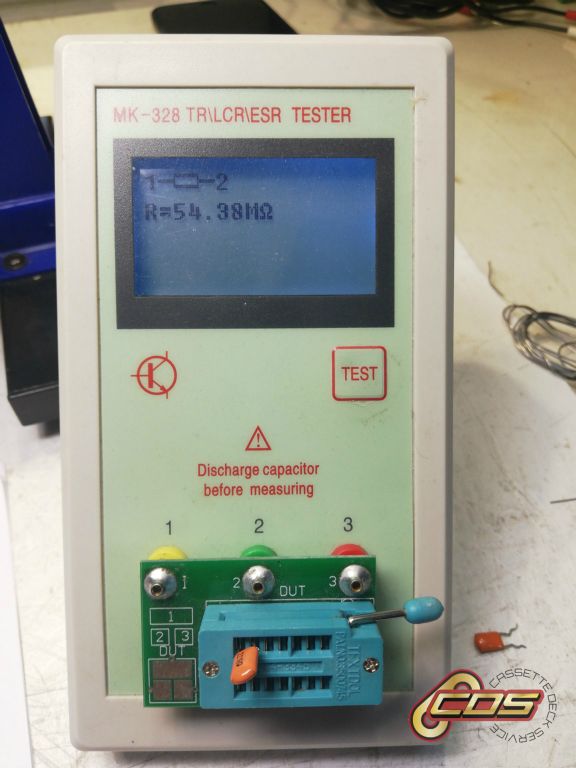 MK-328 TR\LCR\ESR TESTER
1 2
R=54.38MΩ
TEST
Discharge capacitor
before measuring
1 2 3
1 2 3
DUT
1
2 3
DUT
CDS
CASSETTE DECK SERVICE